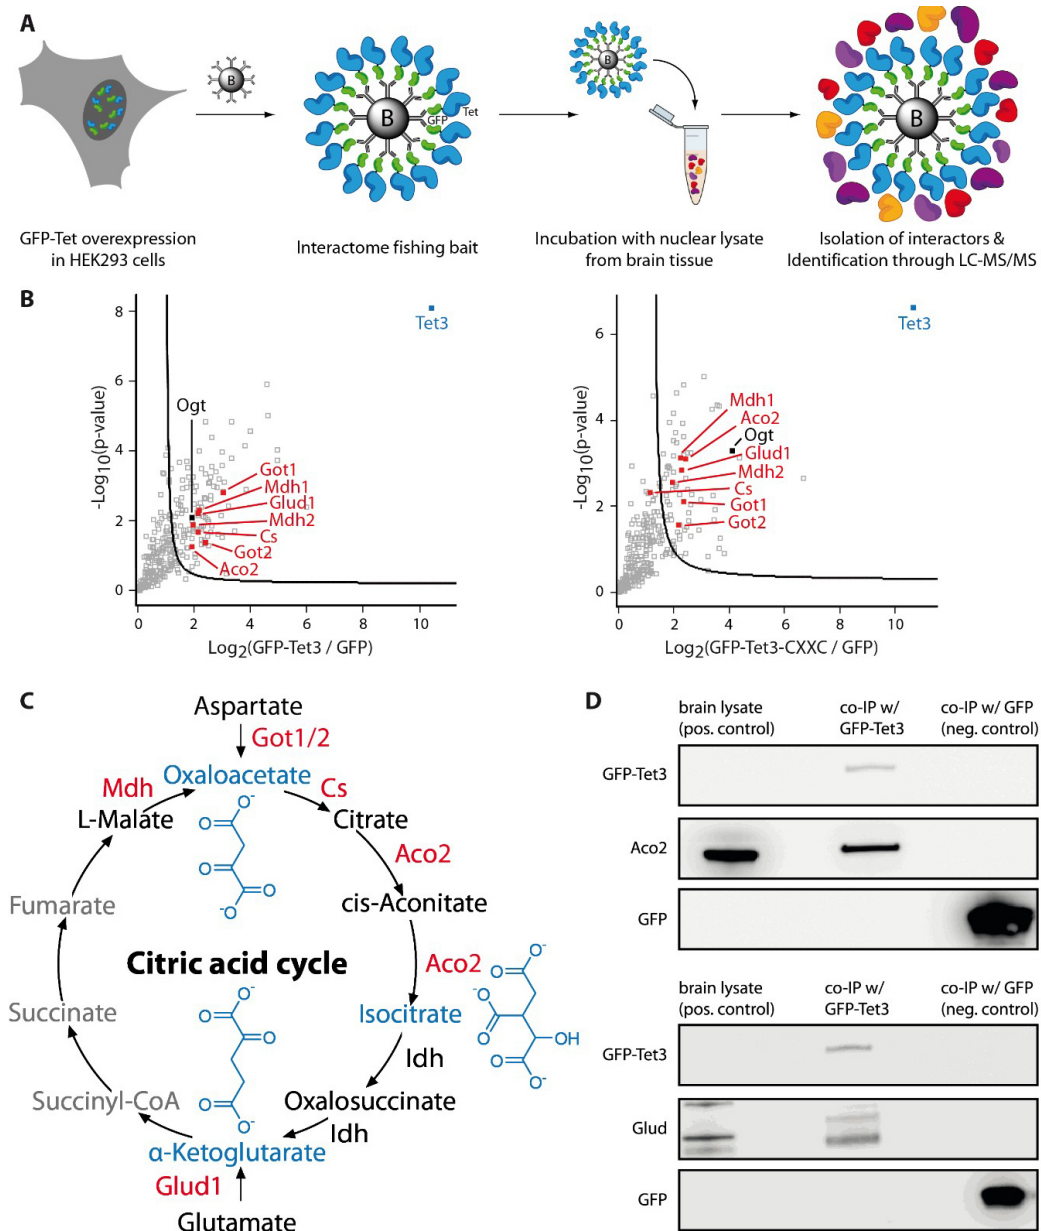 A
B
B
GFP
Tet
B
B
GFP-Tet overexpression
in HEK293 cells
Interactome fishing bait
Incubation with nuclear lysate
from brain tissue
Isolation of interactors &
Identification through LC-MS/MS
B
-Log10(p-value)
8
6
4
2
0
0
2
4
6
8
10
Tet3
Ogt
Got1
Mdh1
Glud1
Mdh2
Cs
Got2
Aco2
Log2(GFP-Tet3 / GFP)
-Log10(p-value)
6
4
2
0
0
2
4
6
8
10
Tet3
Mdh1
Aco2
Ogt
Glud1
Mdh2
Cs
Got1
Got2
Log2(GFP-Tet3-CXXC / GFP)
C
Aspartate
Got1/2
Oxaloacetate
Mdh
Cs
L-Malate
Citrate
O-
O
O
O
-O
Aco2
Fumarate
cis-Aconitate
Citric acid cycle
Aco2
O-
O
-O
O
OH
O
O-
Succinate
Isocitrate
O-
O
O
O
O-
Idh
Succinyl-CoA
Oxalosuccinate
Idh
α-Ketoglutarate
Glud1
Glutamate
D
brain lysate
(pos. control)
co-IP w/
GFP-Tet3
co-IP w/ GFP
(neg. control)
GFP-Tet3
Aco2
GFP
brain lysate
(pos. control)
co-IP w/
GFP-Tet3
co-IP w/ GFP
(neg. control)
GFP-Tet3
Glud
GFP